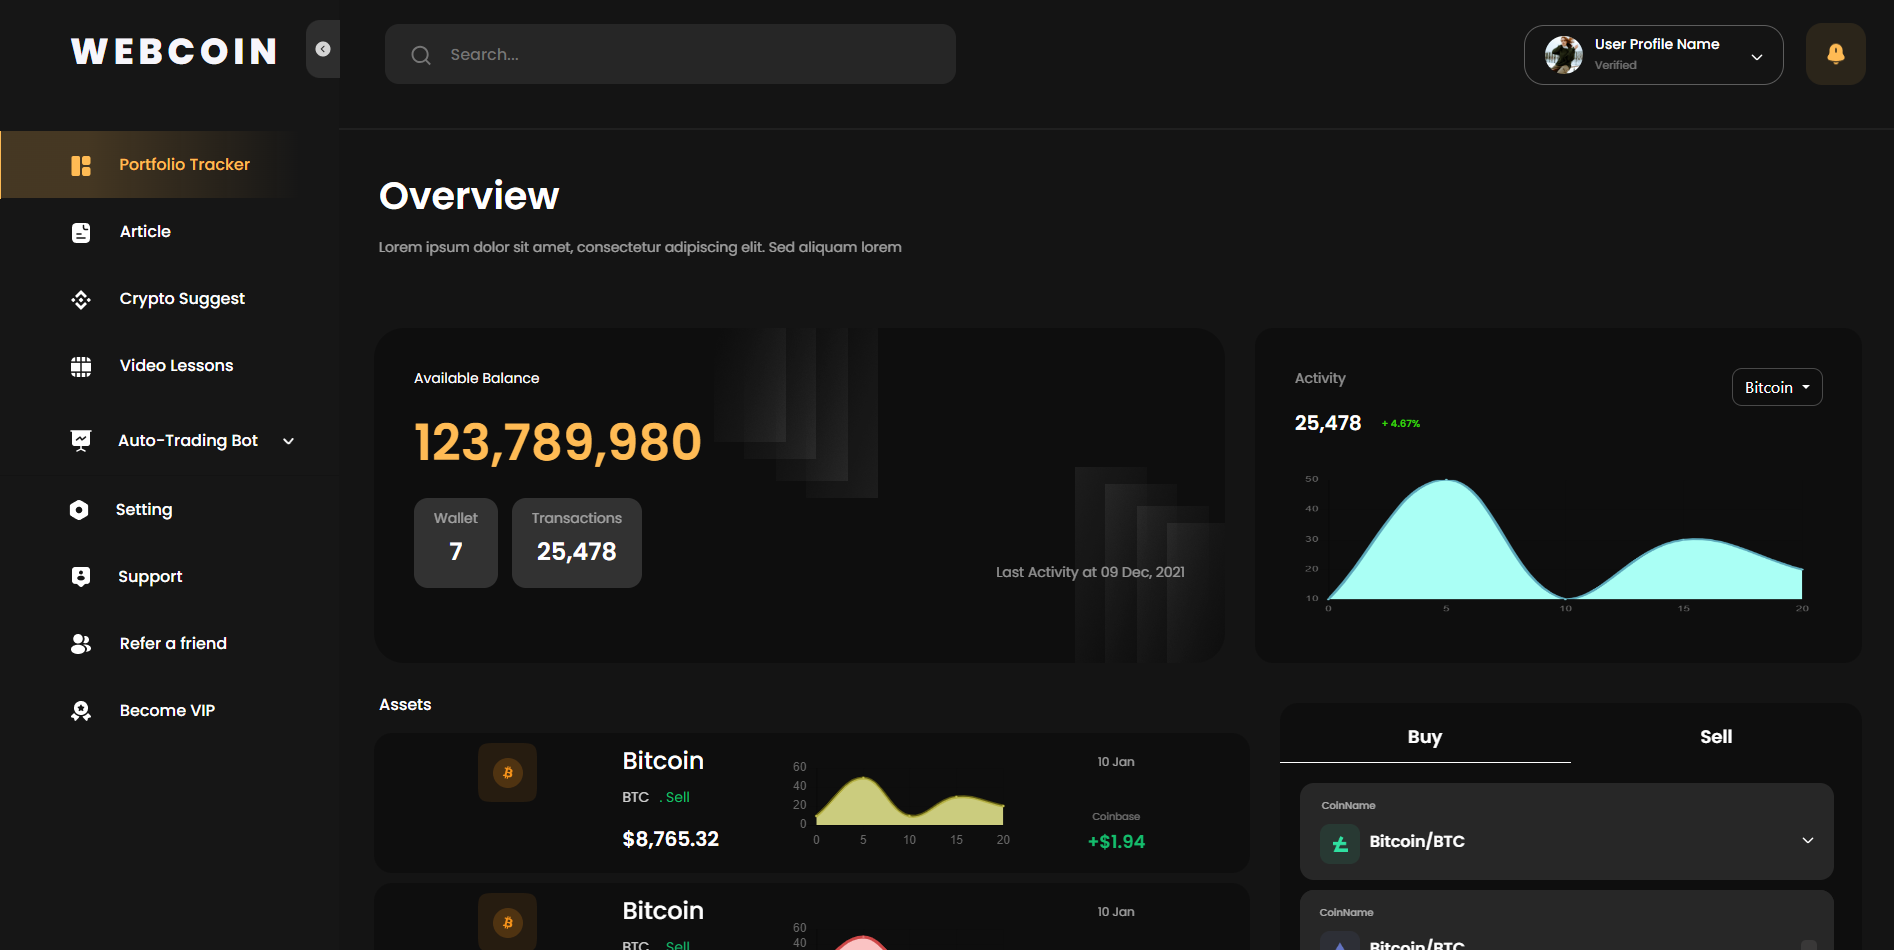 WEBCOIN
Search...
User Profile Name
Verified
Portfolio Tracker
Article
Crypto Suggest
Video Lessons
Auto-Trading Bot
Setting
Support
Refer a friend
Become VIP
Overview
Lorem ipsum dolor sit amet, consectetur adipiscing elit. Sed aliquam lorem
Available Balance
123,789,980
Wallet
7
Transactions
25,478
Last Activity at 09 Dec, 2021
Activity
Bitcoin
25,478 + 4.67%
50
40
30
20
10
0 5 10 15 20
Assets
Bitcoin
BTC . Sell
$8,765.32
60
40
20
0
0 5 10 15 20
10 Jan
Coinbase
+$1.94
Bitcoin
BTC . Sell
60
40
10 Jan
Buy Sell
CoinName
Bitcoin/BTC
CoinName
Bitcoin/BTC